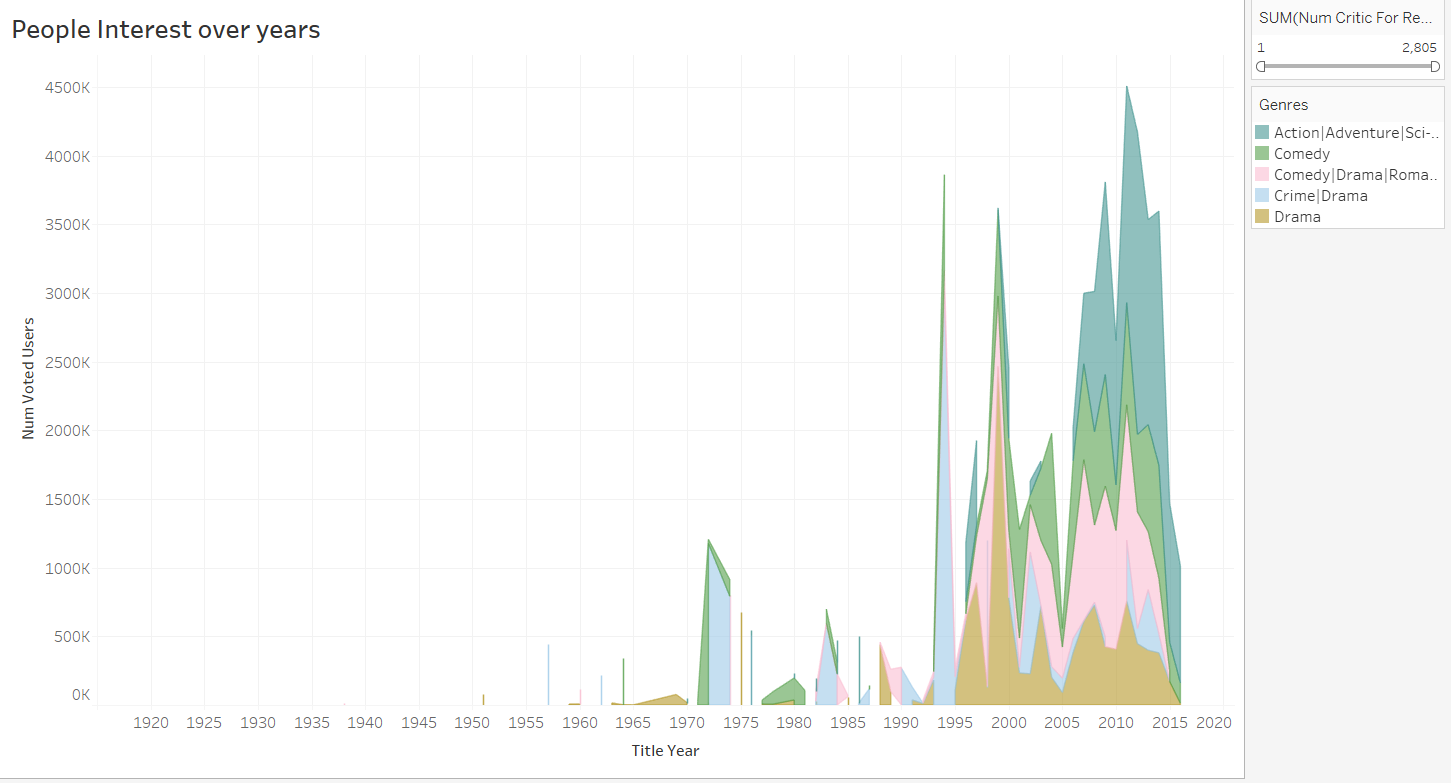 People Interest over years
SUM(Num Critic For Re...
1 2,805
Genres
Action|Adventure|Sci-..
Comedy
Comedy|Drama|Roma..
Crime|Drama
Drama
4500K
4000K
3500K
3000K
2500K
2000K
1500K
1000K
500K
0K
Num Voted Users
1920 1925 1930 1935 1940 1945 1950 1955 1960 1965 1970 1975 1980 1985 1990 1995 2000 2005 2010 2015 2020
Title Year